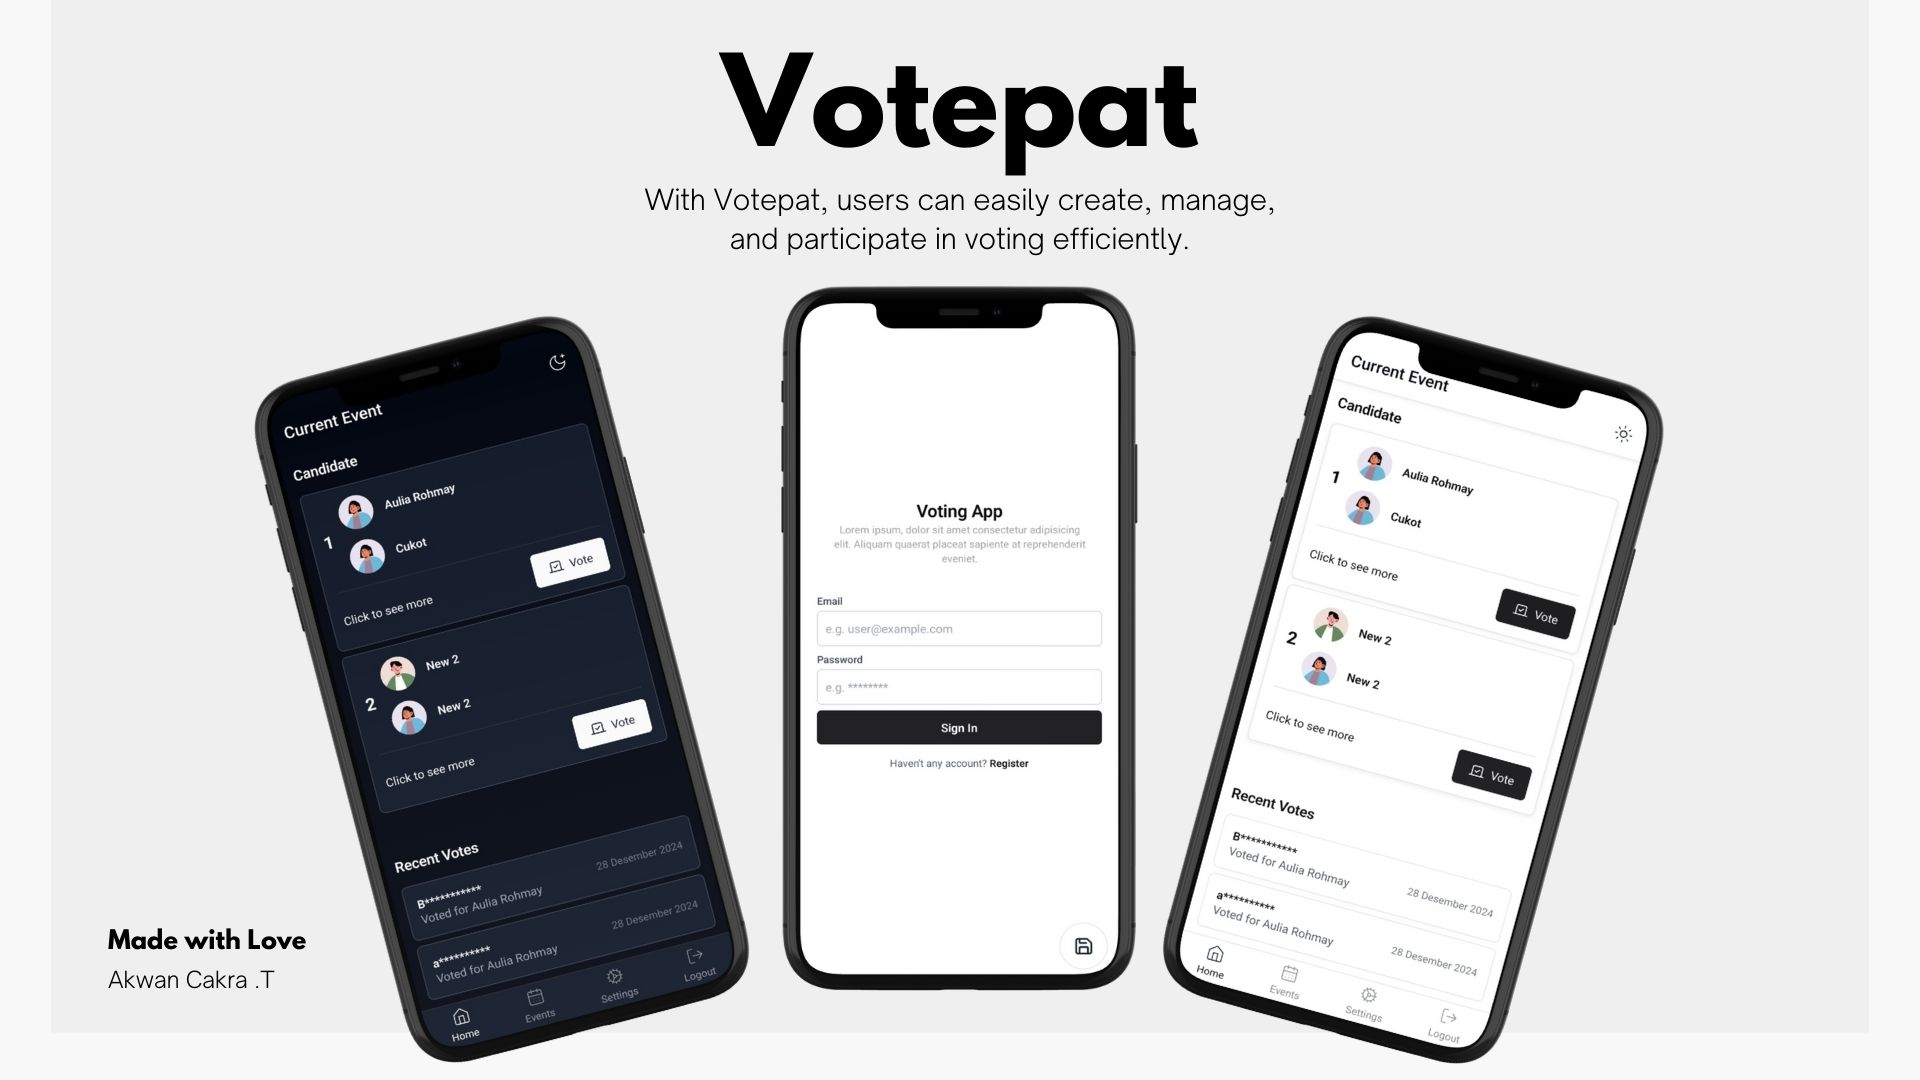 Votepat
With Votepat, users can easily create, manage,
and participate in voting efficiently.
Current Event
Candidate
1
Aulia Rohmay
Cukot
Click to see more
Vote
2
New 2
New 2
Click to see more
Vote
Recent Votes
B***********
Voted for Aulia Rohmay
28 Desember 2024
a**********
Voted for Aulia Rohmay
28 Desember 2024
Home
Events
Settings
Logout
Voting App
Lorem ipsum, dolor sit amet consectetur adipisicing
elit. Aliquam quaerat placeat sapiente at reprehenderit
eveniet.
Email
e.g. user@example.com
Password
e.g. ********
Sign In
Haven't any account? Register
Current Event
Candidate
1
Aulia Rohmay
Cukot
Click to see more
Vote
2
New 2
New 2
Click to see more
Vote
Recent Votes
B***********
Voted for Aulia Rohmay
28 Desember 2024
a**********
Voted for Aulia Rohmay
28 Desember 2024
Home
Events
Settings
Logout
Made with Love
Akwan Cakra .T